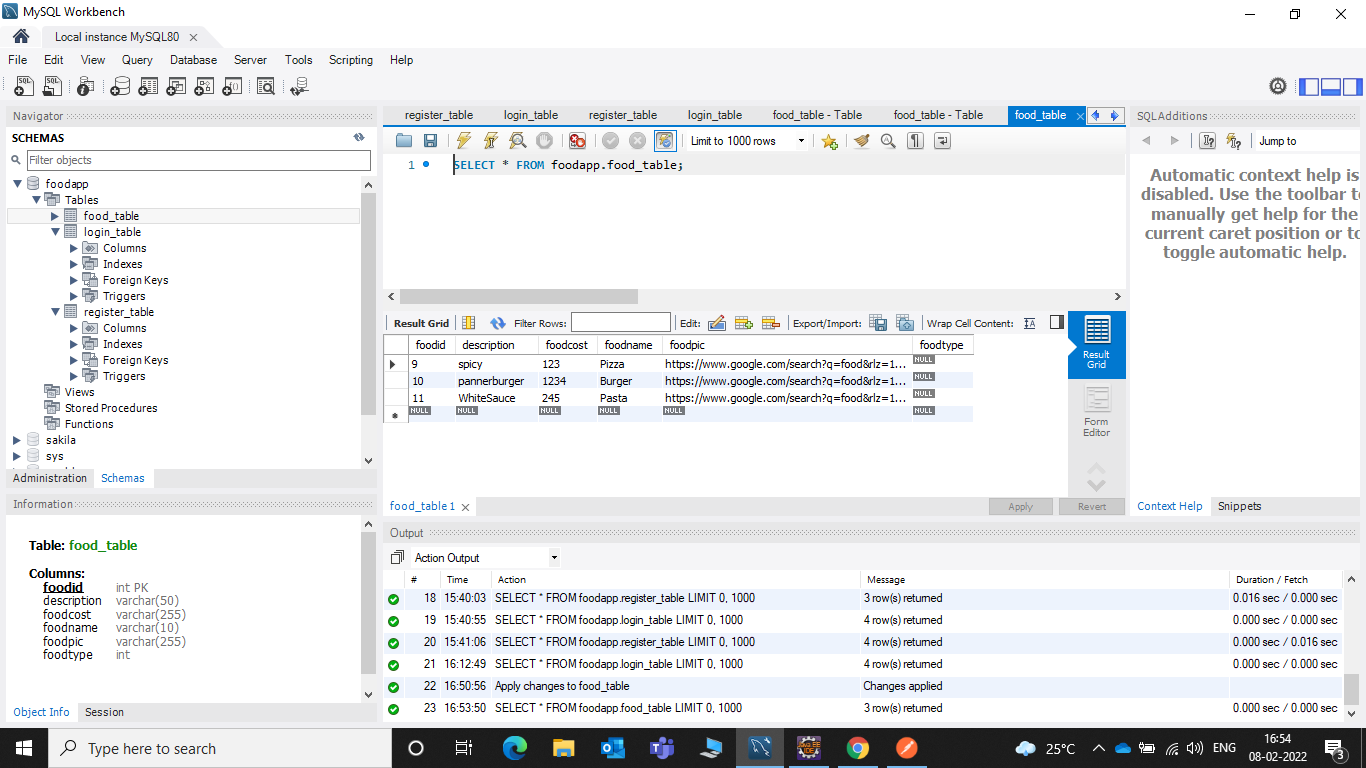 MySQL Workbench
Local instance MySQL80
File Edit View Query Database Server Tools Scripting Help
Navigator
SCHEMAS
Filter objects
foodapp
Tables
food_table
login_table
Columns
Indexes
Foreign Keys
Triggers
register_table
Columns
Indexes
Foreign Keys
Triggers
Views
Stored Procedures
Functions
sakila
sys
Administration Schemas
Information
Table: food_table
Columns:
foodid int PK
description varchar(50)
foodcost varchar(255)
foodname varchar(10)
foodpic varchar(255)
foodtype int
Object Info Session
register_table login_table register_table login_table food_table - Table food_table - Table food_table
Limit to 1000 rows
1 SELECT * FROM foodapp.food_table;
Result Grid Filter Rows: Edit: Export/Import: Wrap Cell Content: IA
foodid description foodcost foodname foodpic foodtype
9 spicy 123 Pizza https://www.google.com/search?q=food&rlz=1... NULL
10 pannerburger 1234 Burger https://www.google.com/search?q=food&rlz=1... NULL
11 WhiteSauce 245 Pasta https://www.google.com/search?q=food&rlz=1... NULL
NULL NULL NULL NULL NULL NULL
Result
Grid
Form
Editor
food_table 1
Apply Revert
SQLAdditions
Jump to
Automatic context help is
disabled. Use the toolbar to
manually get help for the
current caret position or to
toggle automatic help.
Context Help Snippets
Output
Action Output
# Time Action Message Duration / Fetch
18 15:40:03 SELECT * FROM foodapp.register_table LIMIT 0, 1000 3 row(s) returned 0.016 sec / 0.000 sec
19 15:40:55 SELECT * FROM foodapp.login_table LIMIT 0, 1000 4 row(s) returned 0.000 sec / 0.000 sec
20 15:41:06 SELECT * FROM foodapp.register_table LIMIT 0, 1000 4 row(s) returned 0.000 sec / 0.016 sec
21 16:12:49 SELECT * FROM foodapp.login_table LIMIT 0, 1000 4 row(s) returned 0.000 sec / 0.000 sec
22 16:50:56 Apply changes to food_table Changes applied
23 16:53:50 SELECT * FROM foodapp.food_table LIMIT 0, 1000 3 row(s) returned 0.000 sec / 0.000 sec
Type here to search
25°C
ENG
16:54
08-02-2022
3